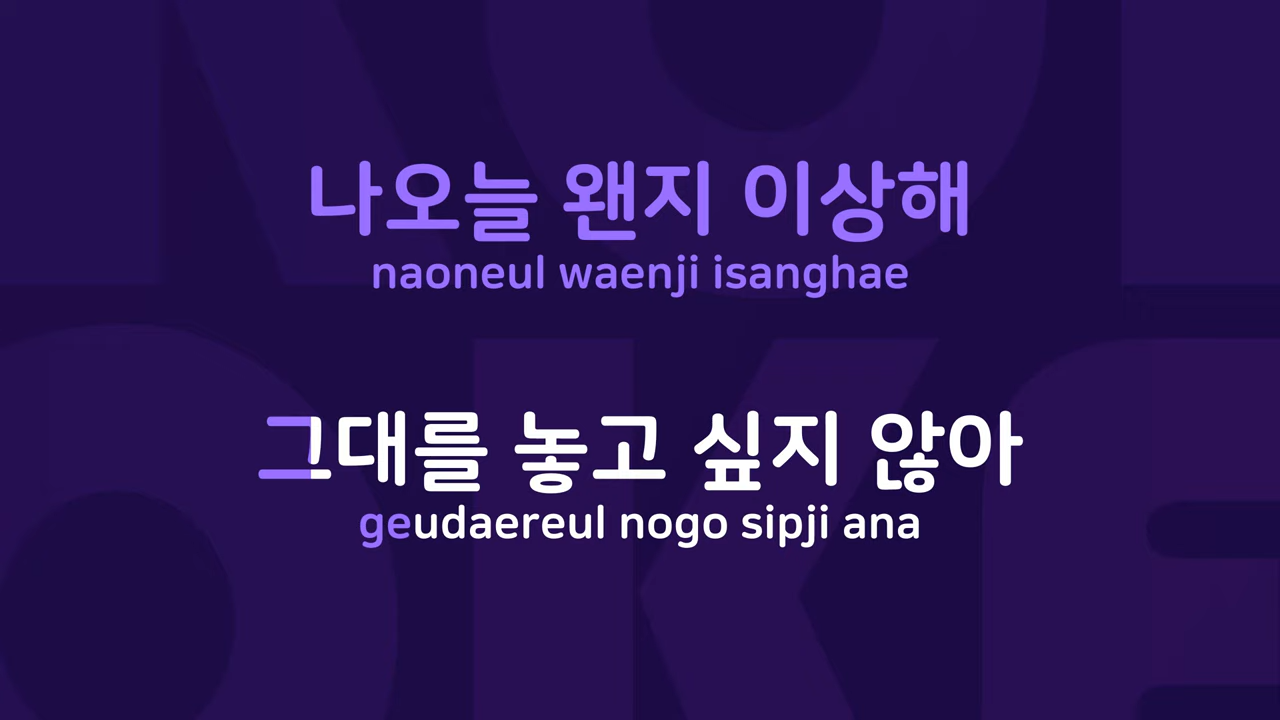 나오늘 왠지 이상해
naoneul waenji isanghae
그대를 놓고 싶지 않아
geudaereul nogo sipji ana